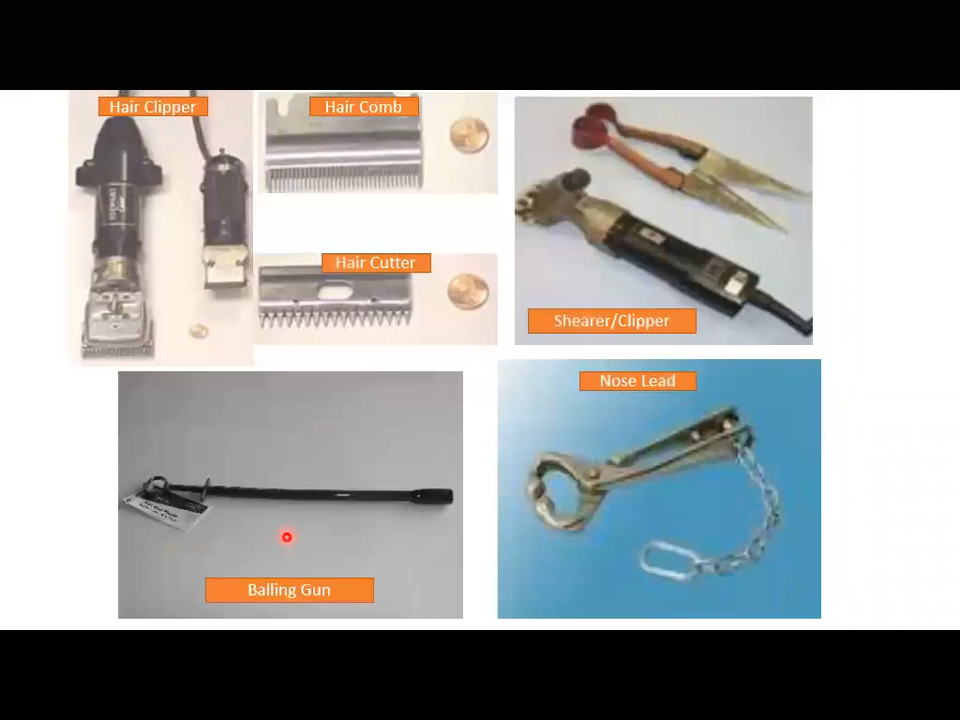 Hair Clipper
Hair Comb
Hair Cutter
Shearer/Clipper
Nose Lead
Balling Gun